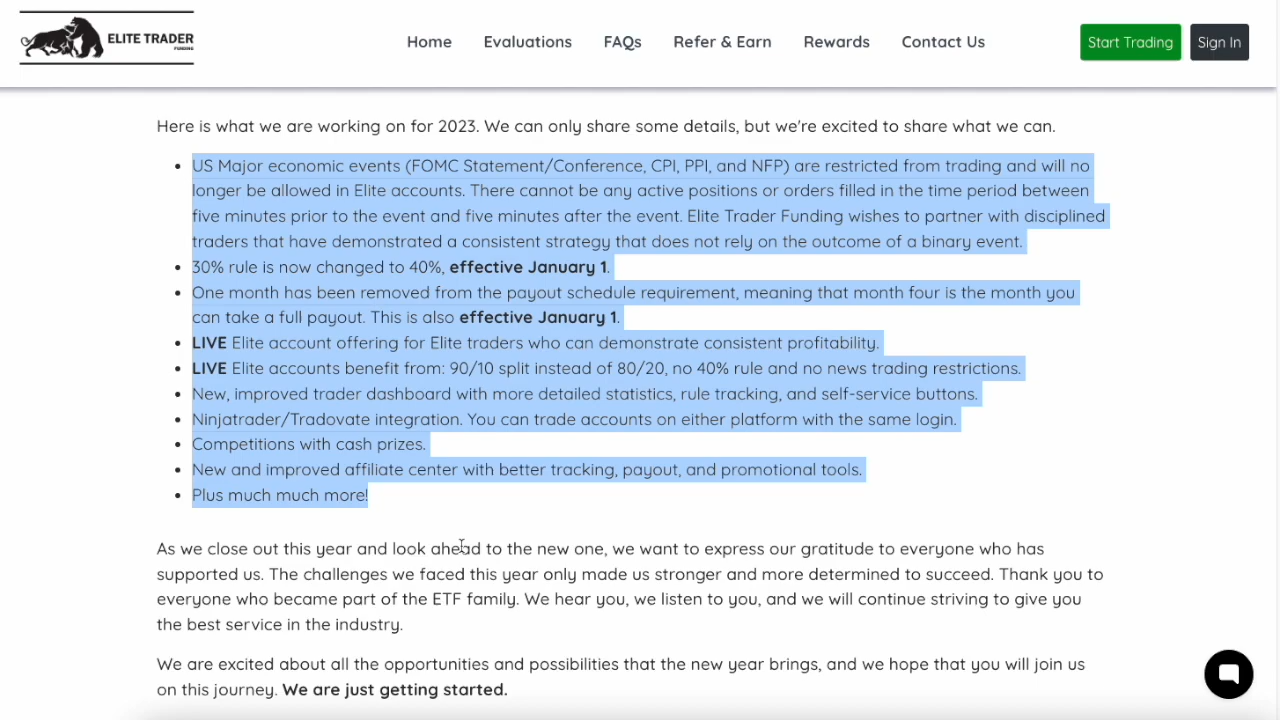 ELITE TRADER
FUNDING
Home
Evaluations
FAQs
Refer & Earn
Rewards
Contact Us
Start Trading
Sign In
Here is what we are working on for 2023. We can only share some details, but we're excited to share what we can.
• US Major economic events (FOMC Statement/Conference, CPI, PPI, and NFP) are restricted from trading and will no
longer be allowed in Elite accounts. There cannot be any active positions or orders filled in the time period between
five minutes prior to the event and five minutes after the event. Elite Trader Funding wishes to partner with disciplined
traders that have demonstrated a consistent strategy that does not rely on the outcome of a binary event.
• 30% rule is now changed to 40%, effective January 1.
• One month has been removed from the payout schedule requirement, meaning that month four is the month you
can take a full payout. This is also effective January 1.
• LIVE Elite account offering for Elite traders who can demonstrate consistent profitability.
• LIVE Elite accounts benefit from: 90/10 split instead of 80/20, no 40% rule and no news trading restrictions.
• New, improved trader dashboard with more detailed statistics, rule tracking, and self-service buttons.
• Ninjatrader/Tradovate integration. You can trade accounts on either platform with the same login.
• Competitions with cash prizes.
• New and improved affiliate center with better tracking, payout, and promotional tools.
• Plus much much more!
As we close out this year and look ahead to the new one, we want to express our gratitude to everyone who has
supported us. The challenges we faced this year only made us stronger and more determined to succeed. Thank you to
everyone who became part of the ETF family. We hear you, we listen to you, and we will continue striving to give you
the best service in the industry.
We are excited about all the opportunities and possibilities that the new year brings, and we hope that you will join us
on this journey. We are just getting started.